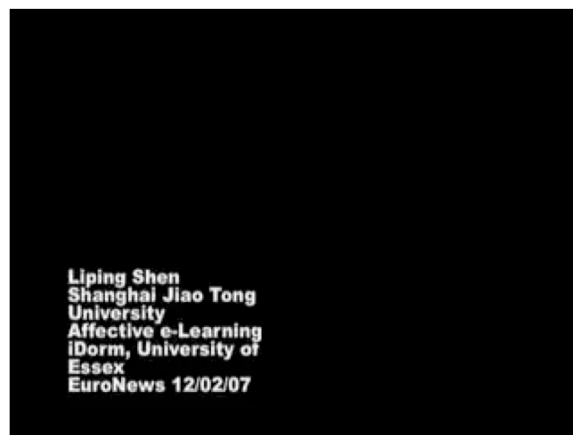 Liping Shen
Shanghai Jiao Tong
University
Affective e-Learning
iDorm, University of
Essex
EuroNews 12/02/07